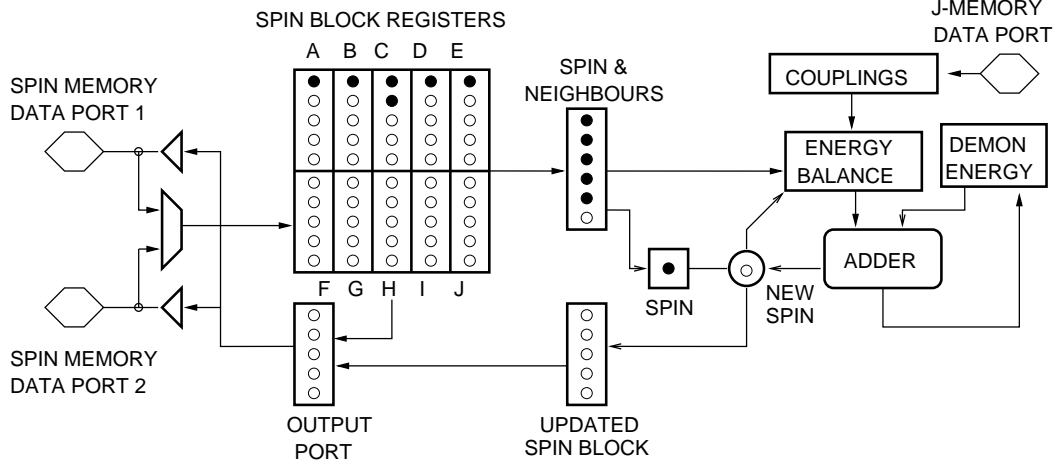 SPIN BLOCK REGISTERS
J-MEMORY
DATA PORT
A B C D E
SPIN MEMORY
DATA PORT 1
SPIN &
NEIGHBOURS
COUPLINGS
ENERGY
BALANCE
DEMON
ENERGY
ADDER
F G H I J
SPIN
NEW
SPIN
SPIN MEMORY
DATA PORT 2
OUTPUT
PORT
UPDATED
SPIN BLOCK